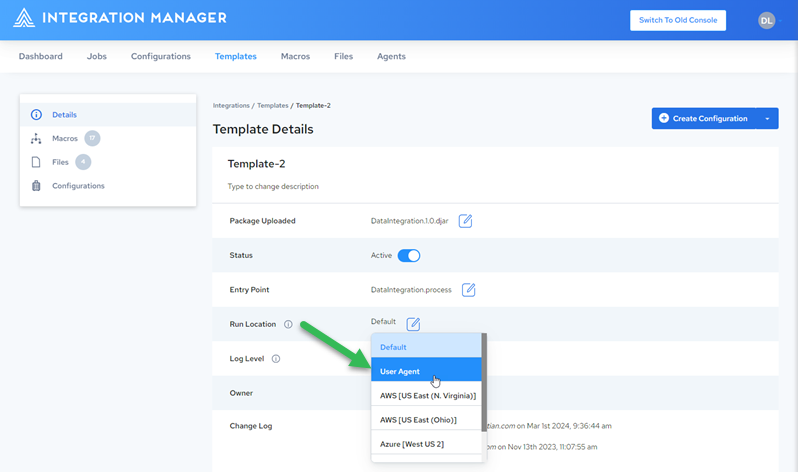 INTEGRATION MANAGER
Switch To Old Console
DL
Dashboard Jobs Configurations Templates Macros Files Agents
Details
Macros 17
Files 4
Configurations
Integrations / Templates / Template-2
Template Details
Create Configuration
Template-2
Type to change description
Package Uploaded DataIntegration.1.0.djar
Status Active
Entry Point DataIntegration.process
Run Location Default
Default
Log Level
User Agent
Owner
AWS [US East (N. Virginia)]
AWS [US East (Ohio)]
Azure [West US 2]
Change Log
tian.com on Mar 1st 2024, 9:36:44 am
om on Nov 13th 2023, 11:07:55 am